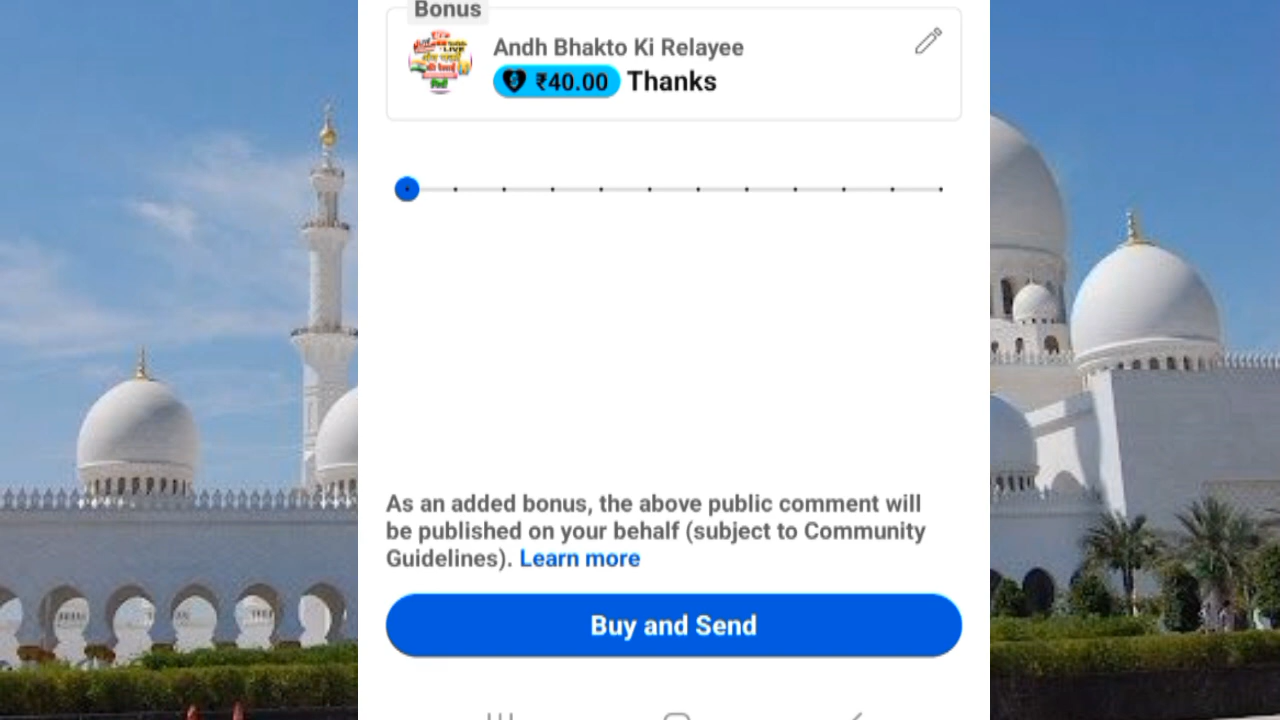 Bonus
Andh Bhakto Ki Relayee
₹40.00 Thanks
As an added bonus, the above public comment will
be published on your behalf (subject to Community
Guidelines). Learn more
Buy and Send